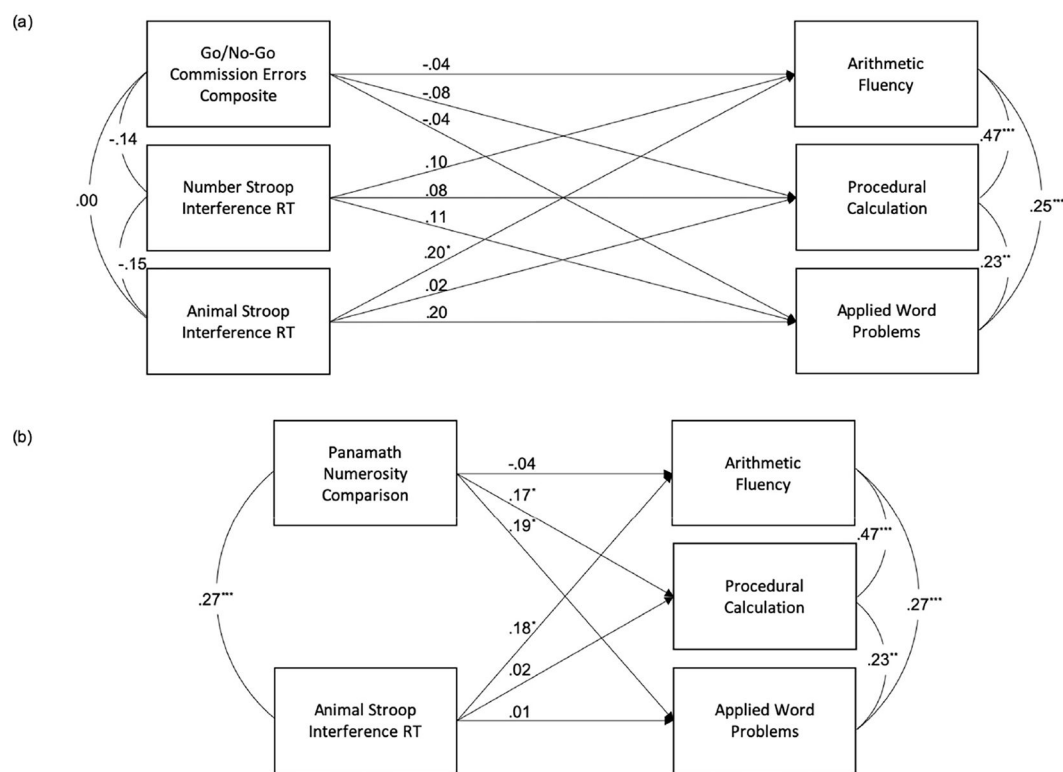 (a)
Go/No-Go
Commission Errors
Composite
Number Stroop
Interference RT
Animal Stroop
Interference RT
-.14
.00
-.15
-.04
-.08
-.04
.10
.08
.11
.20*
.02
.20
Arithmetic
Fluency
Procedural
Calculation
Applied Word
Problems
.47***
.25***
.23**
(b)
Panamath
Numerosity
Comparison
Animal Stroop
Interference RT
.27***
-.04
.17*
.19*
.18*
.02
.01
Arithmetic
Fluency
Procedural
Calculation
Applied Word
Problems
.47***
.27***
.23**